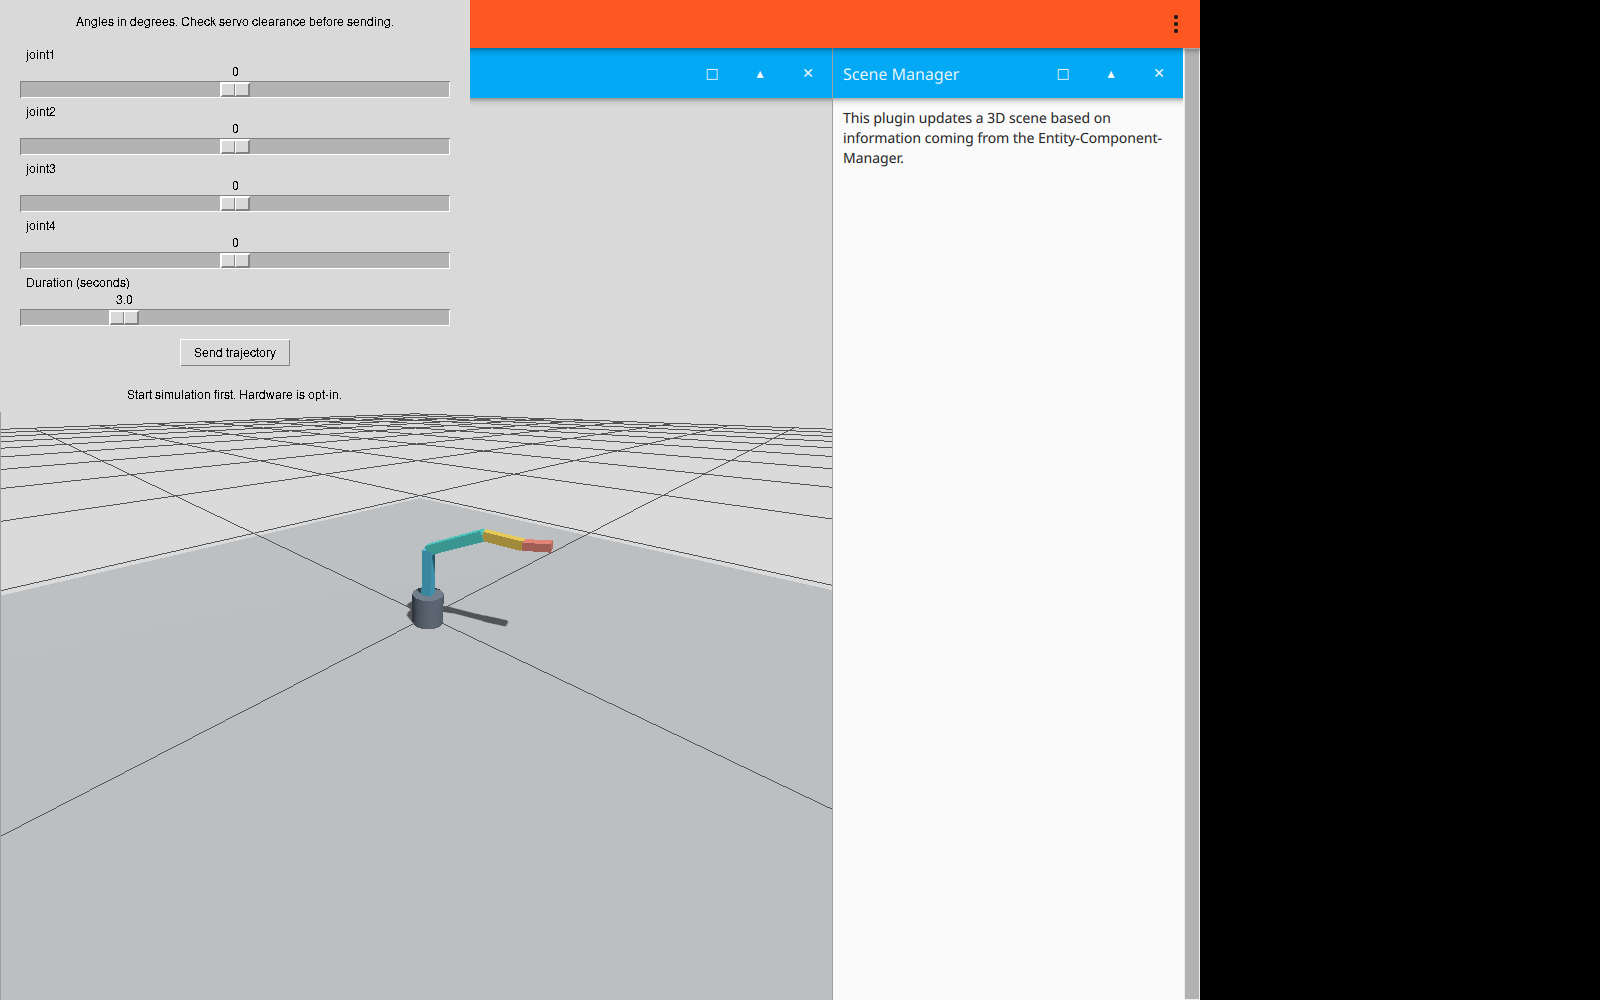 Angles in degrees. Check servo clearance before sending.
joint1
0
joint2
0
joint3
0
joint4
0
Duration (seconds)
3.0
Send trajectory
Start simulation first. Hardware is opt-in.
Scene Manager
This plugin updates a 3D scene based on
information coming from the Entity-Component-
Manager.